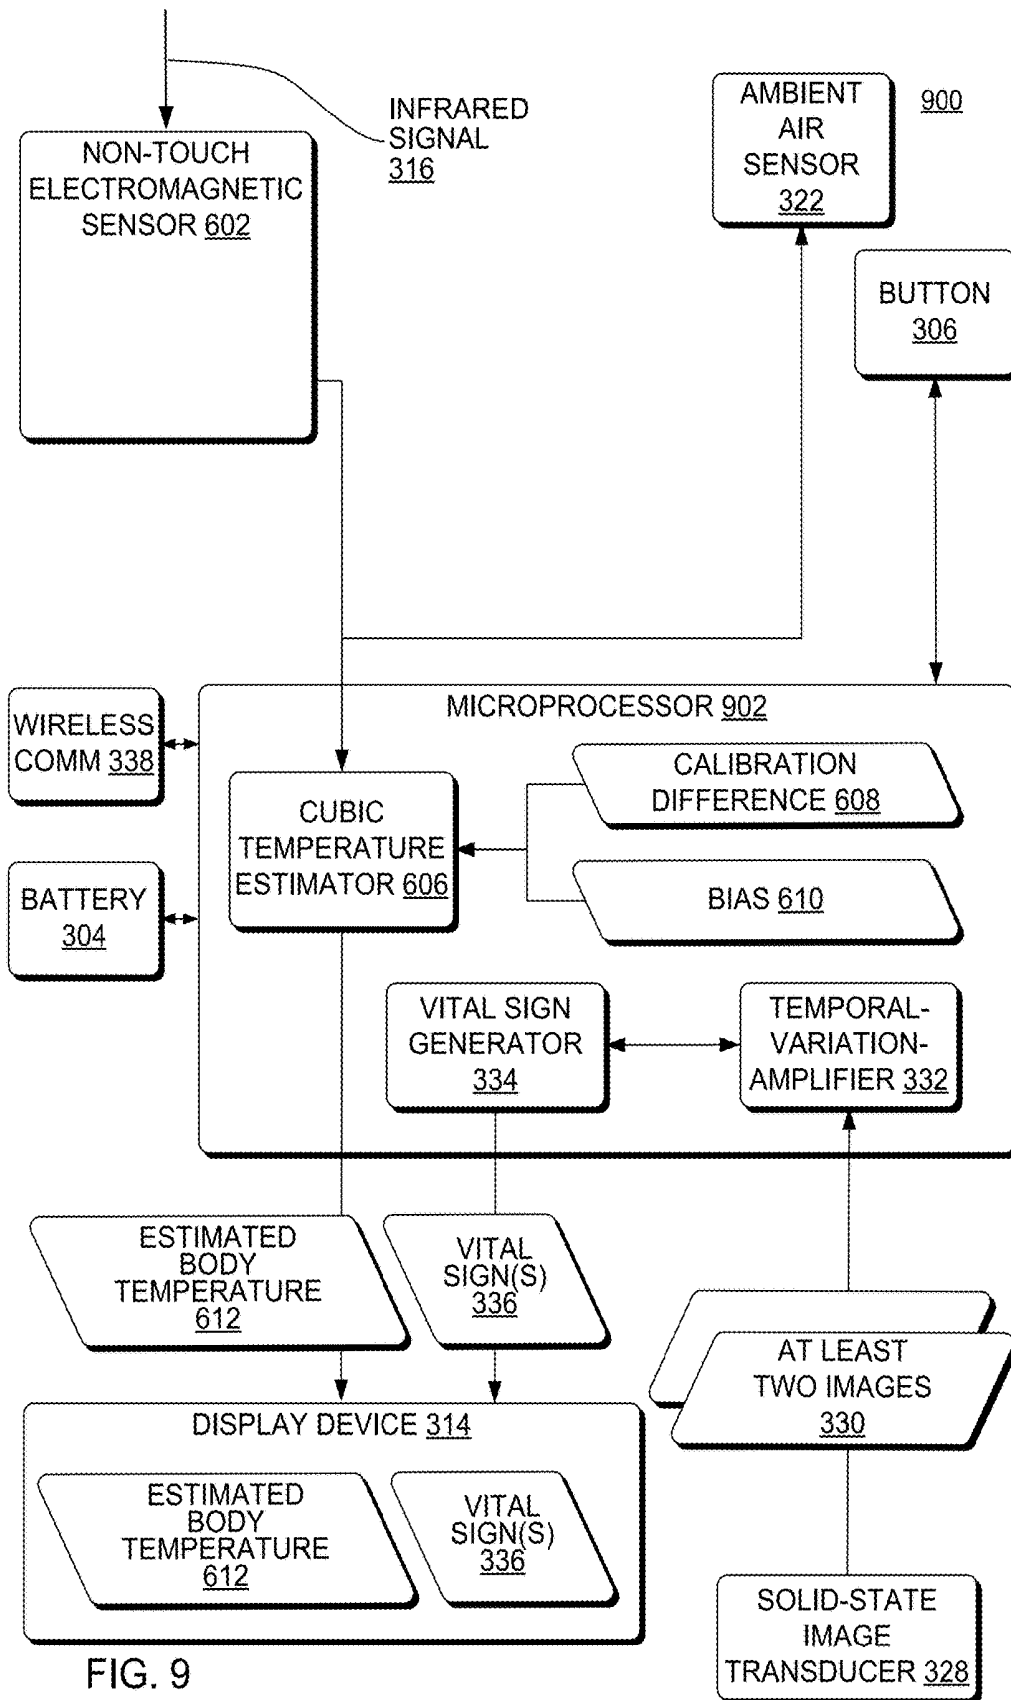 INFRARED
SIGNAL
316
AMBIENT
AIR
SENSOR
322
900
NON-TOUCH
ELECTROMAGNETIC
SENSOR 602
BUTTON
306
MICROPROCESSOR 902
WIRELESS
COMM 338
CUBIC
TEMPERATURE
ESTIMATOR 606
CALIBRATION
DIFFERENCE 608
BIAS 610
BATTERY
304
VITAL SIGN
GENERATOR
334
TEMPORAL-
VARIATION-
AMPLIFIER 332
ESTIMATED
BODY
TEMPERATURE
612
VITAL
SIGN(S)
336
AT LEAST
TWO IMAGES
330
DISPLAY DEVICE 314
ESTIMATED
BODY
TEMPERATURE
612
VITAL
SIGN(S)
336
SOLID-STATE
IMAGE
TRANSDUCER 328
FIG. 9